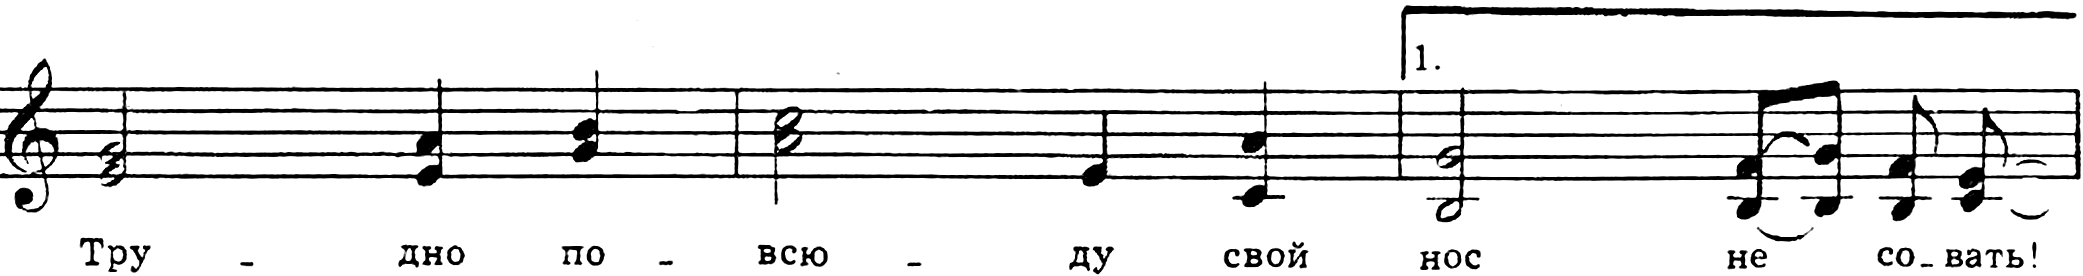 1.
Тру - дно по - всю - ду свой нос не со - вать!